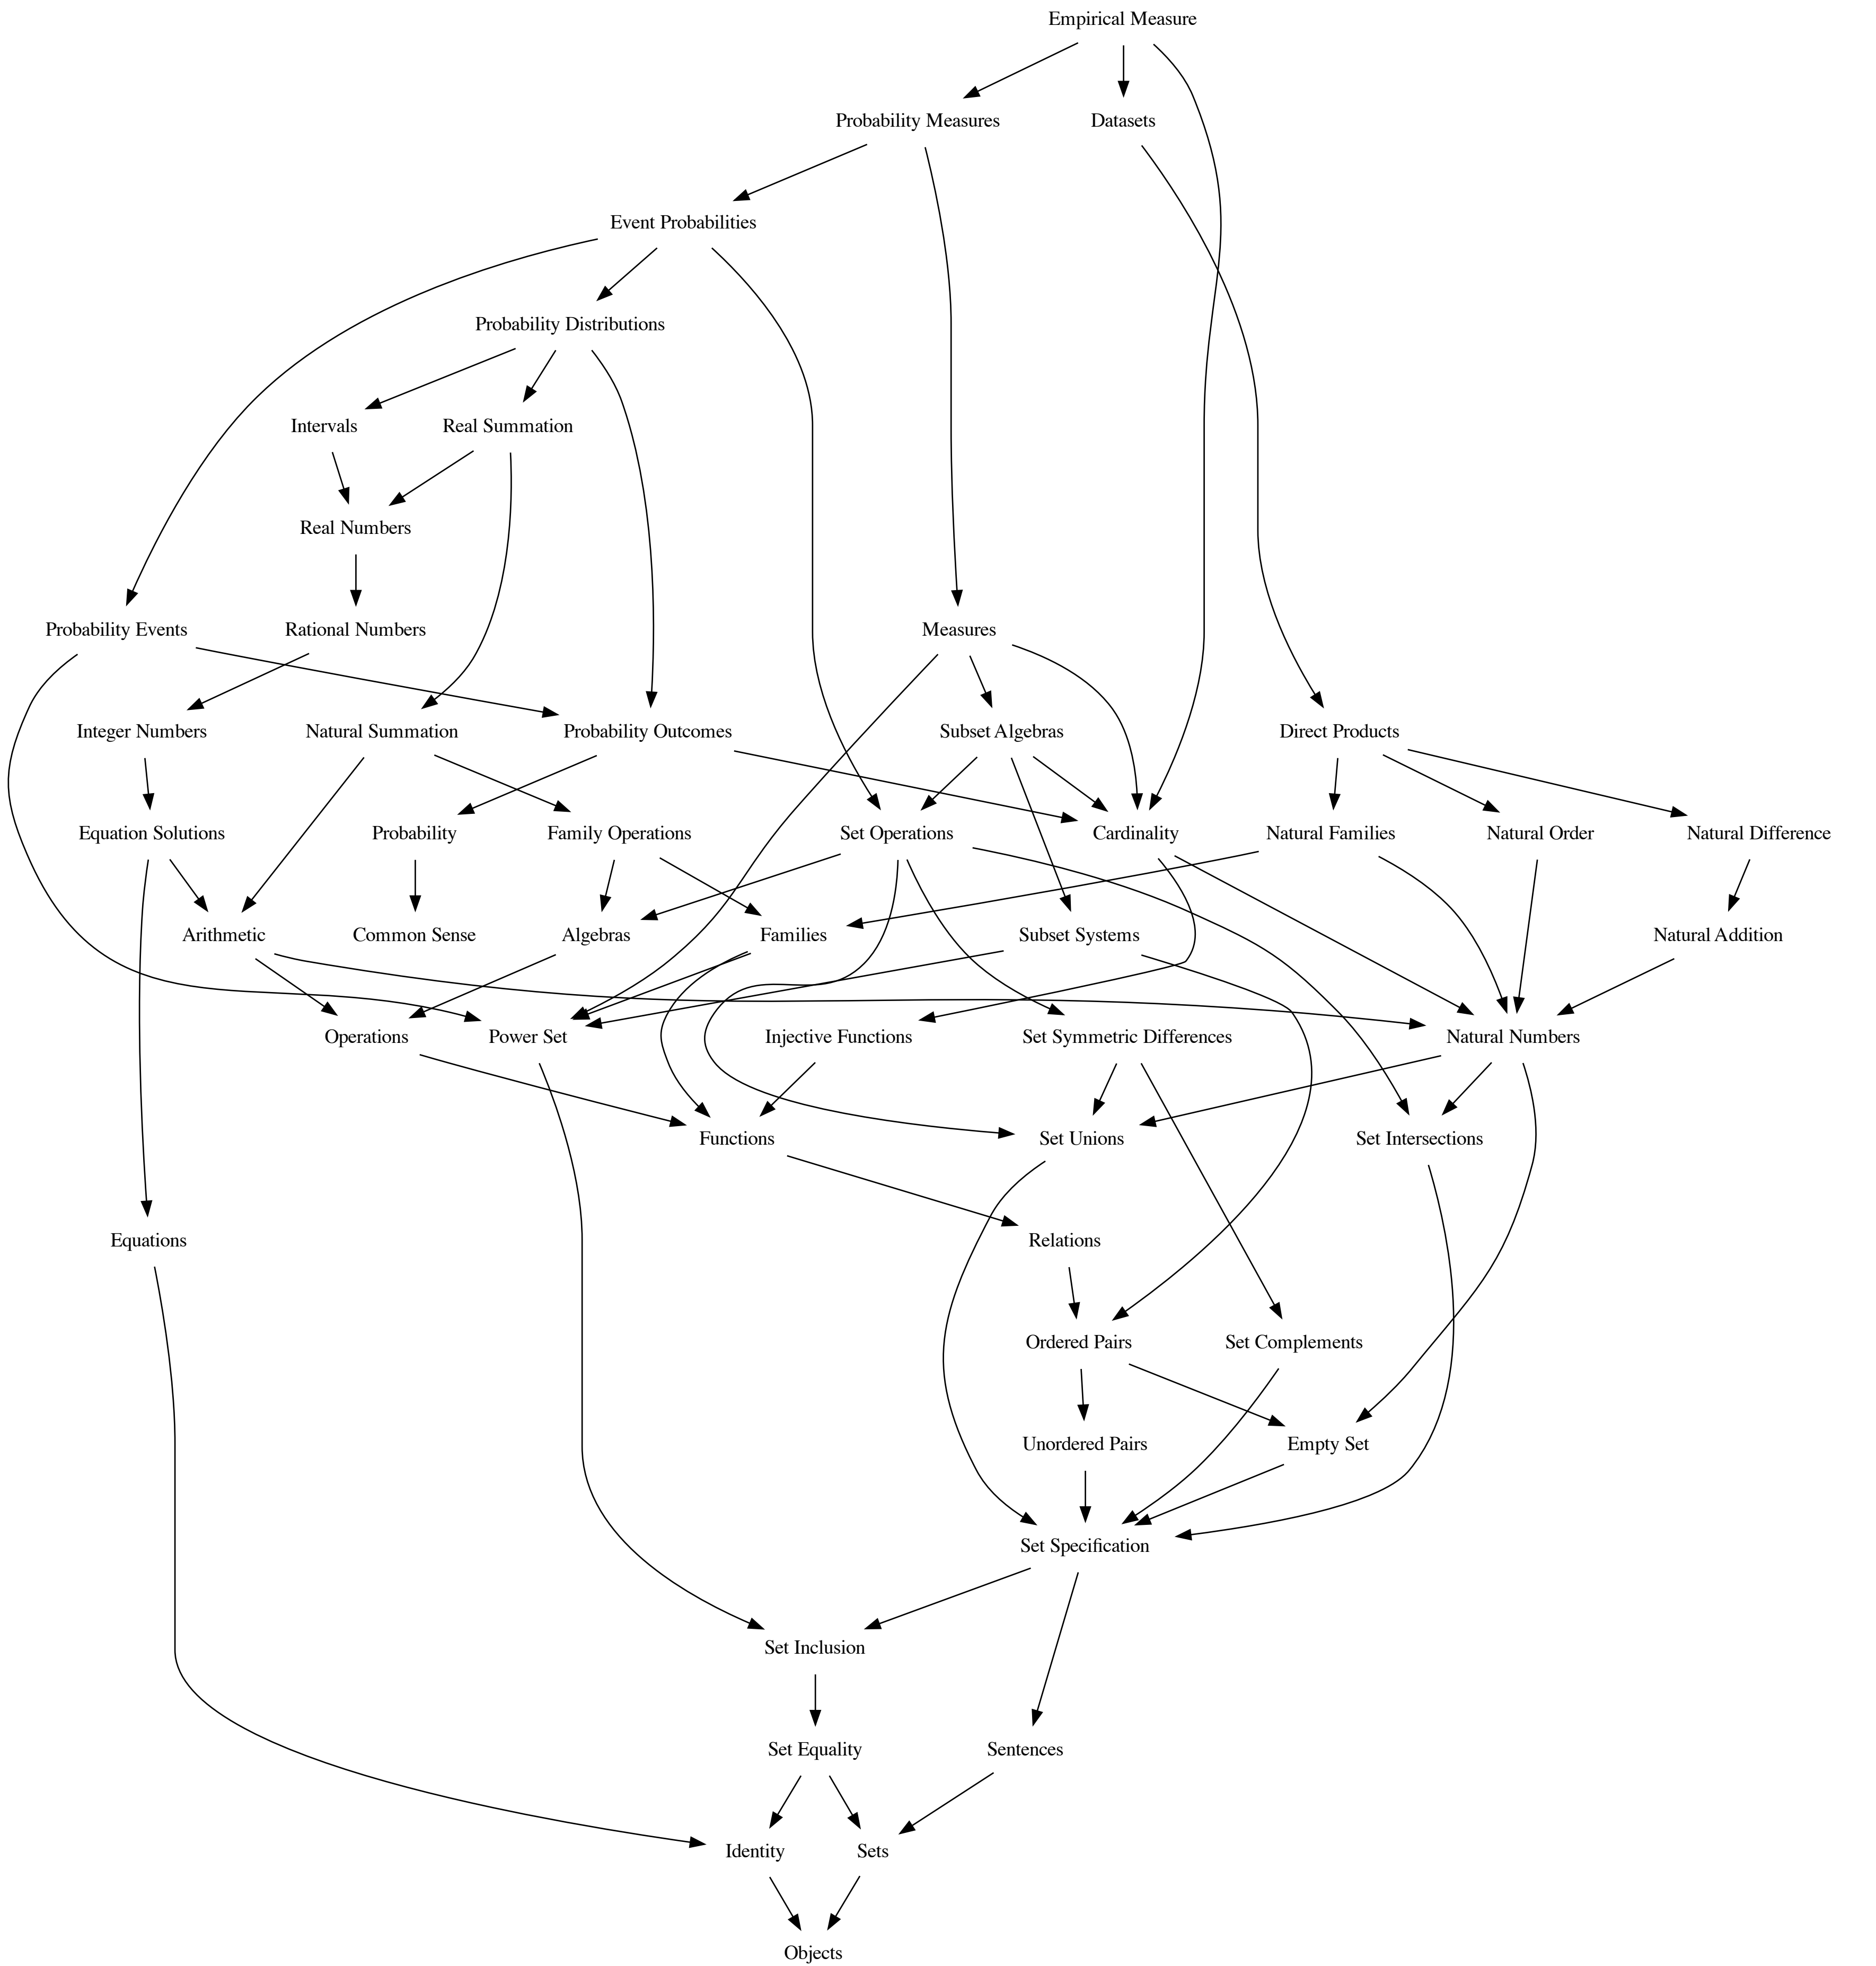 Empirical Measure
Probability Measures
Datasets
Event Probabilities
Probability Distributions
Intervals
Real Summation
Real Numbers
Probability Events
Rational Numbers
Measures
Integer Numbers
Natural Summation
Probability Outcomes
Subset Algebras
Direct Products
Equation Solutions
Probability
Family Operations
Set Operations
Cardinality
Natural Families
Natural Order
Natural Difference
Arithmetic
Common Sense
Algebras
Families
Subset Systems
Natural Addition
Operations
Power Set
Injective Functions
Set Symmetric Differences
Natural Numbers
Functions
Set Unions
Set Intersections
Equations
Relations
Ordered Pairs
Set Complements
Unordered Pairs
Empty Set
Set Specification
Set Inclusion
Set Equality
Sentences
Identity
Sets
Objects